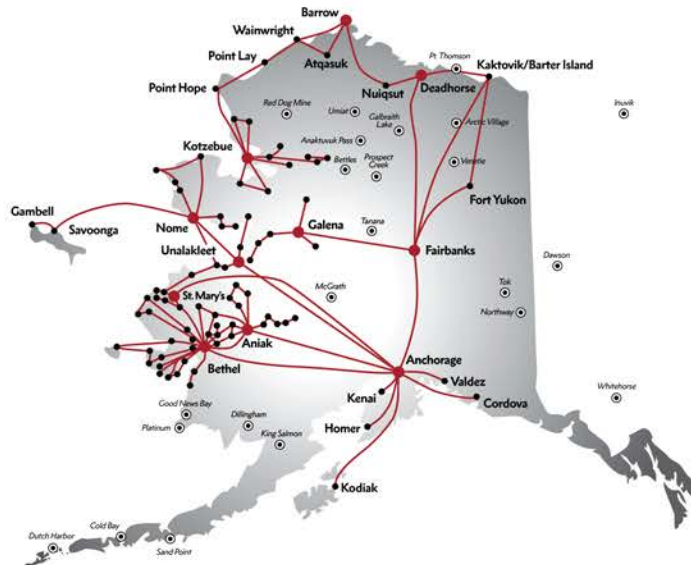 Barrow
Wainwright
Pt. Thomson
Point Lay
Atqasuk
Kaktovik/Barter Island
Point Hope
Nuiqsut
Deadhorse
Red Dog Mine
Umiat
Galbraith
Lake
Inuvik
Arctic Village
Kotzebue
Anaktuvuk Pass
Bettles
Prospect
Creek
Venetie
Fort Yukon
Gambell
Savoonga
Nome
Galena
Tanana
Unalakleet
Fairbanks
Dawson
St. Mary's
McGrath
Tok
Northway
Aniak
Bethel
Anchorage
Valdez
Kenai
Cordova
Whitehorse
Good News Bay
Platinum
Dillingham
Homer
King Salmon
Kodiak
Cold Bay
Dutch Harbor
Sand Point